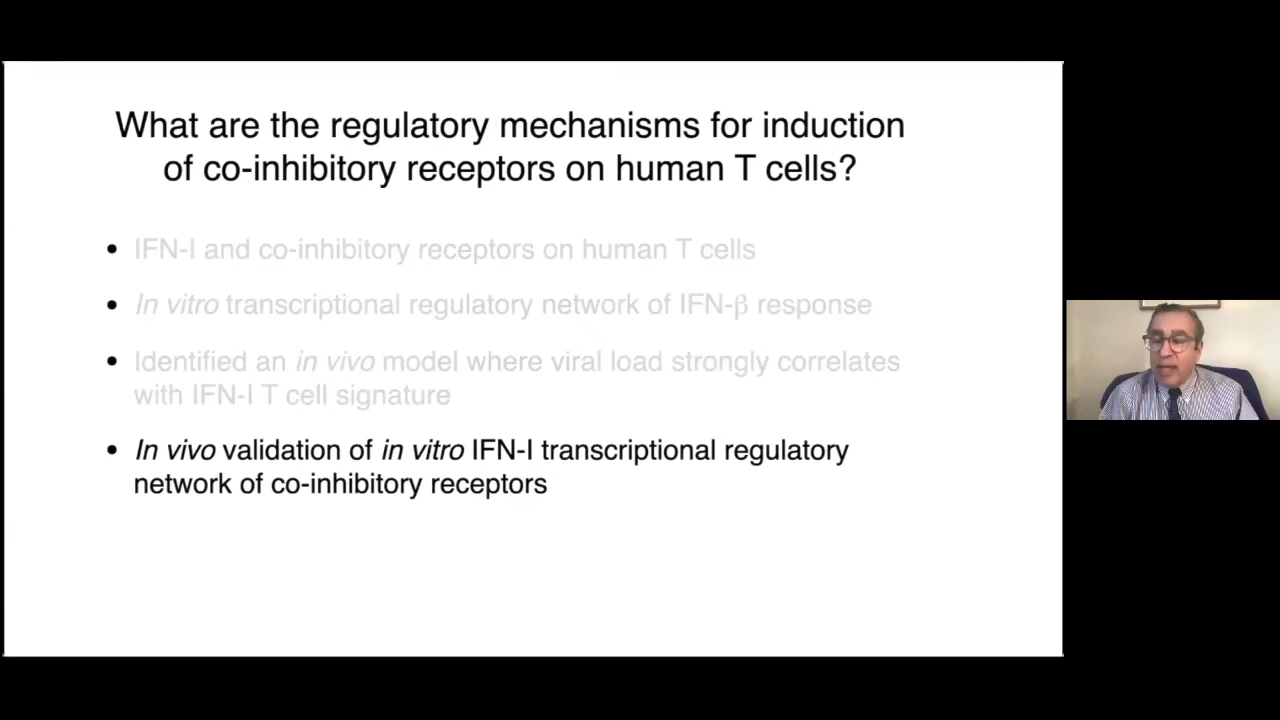 What are the regulatory mechanisms for induction
of co-inhibitory receptors on human T cells?
• IFN-I and co-inhibitory receptors on human T cells
• In vitro transcriptional regulatory network of IFN-β response
• Identified an in vivo model where viral load strongly correlates
with IFN-I T cell signature
• In vivo validation of in vitro IFN-I transcriptional regulatory
network of co-inhibitory receptors